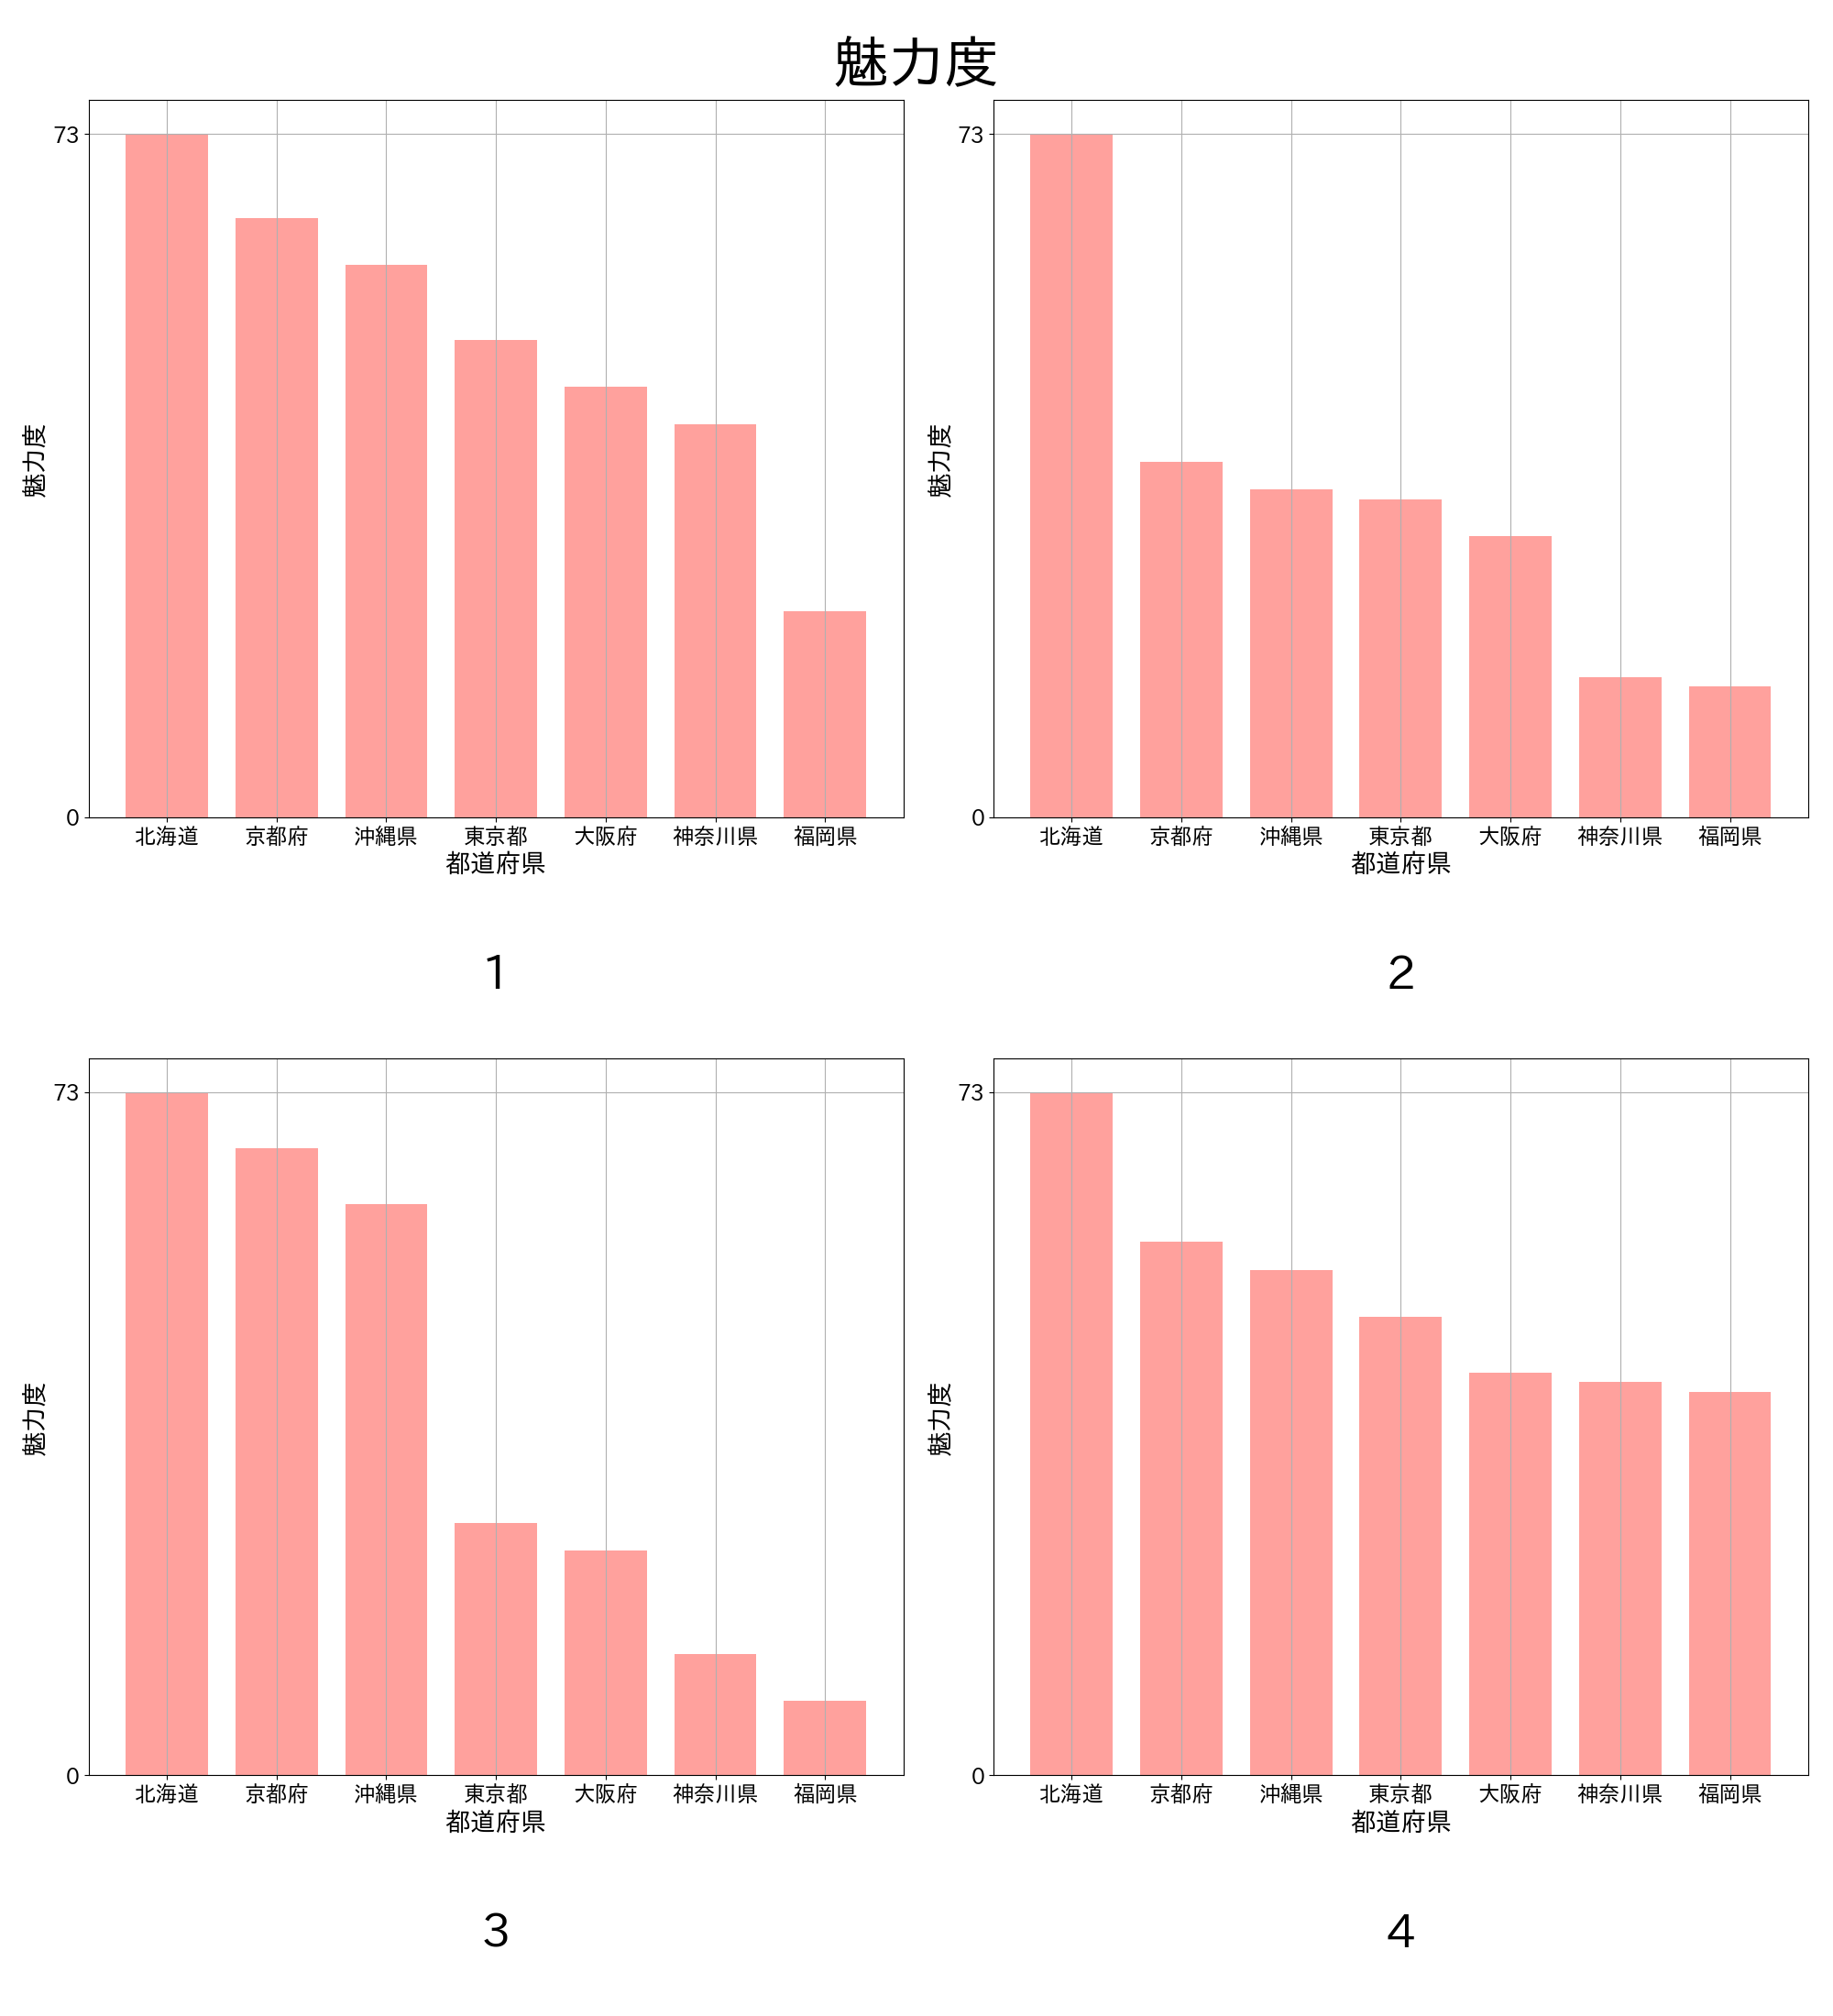 魅力度
73
0
魅力度
北海道 京都府 沖縄県 東京都 大阪府 神奈川県 福岡県
都道府県
1
73
0
魅力度
北海道 京都府 沖縄県 東京都 大阪府 神奈川県 福岡県
都道府県
2
73
0
魅力度
北海道 京都府 沖縄県 東京都 大阪府 神奈川県 福岡県
都道府県
3
73
0
魅力度
北海道 京都府 沖縄県 東京都 大阪府 神奈川県 福岡県
都道府県
4